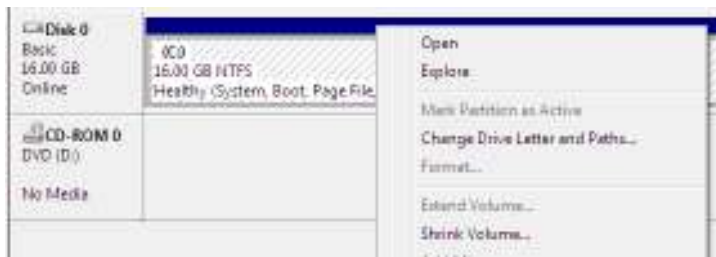 Disk 0
Basic
16.00 GB
Online
(C:)
16.00 GB NTFS
Healthy (System, Boot, Page File,
CD-ROM 0
DVD (D:)
No Media
Open
Explore
Mark Partition as Active
Change Drive Letter and Paths...
Format...
Extend Volume...
Shrink Volume...